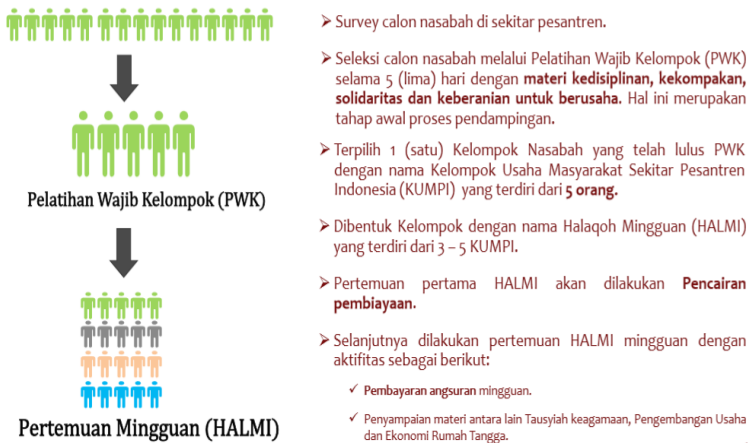 Pelatihan Wajib Kelompok (PWK)
Pertemuan Mingguan (HALMI)
➢ Survey calon nasabah di sekitar pesantren.
➢ Seleksi calon nasabah melalui Pelatihan Wajib Kelompok (PWK)
selama 5 (lima) hari dengan materi kedisiplinan, kekompakan,
solidaritas dan keberanian untuk berusaha. Hal ini merupakan
tahap awal proses pendampingan.
➢ Terpilih 1 (satu) Kelompok Nasabah yang telah lulus PWK
dengan nama Kelompok Usaha Masyarakat Sekitar Pesantren
Indonesia (KUMPI) yang terdiri dari 5 orang.
➢ Dibentuk Kelompok dengan nama Halaqoh Mingguan (HALMI)
yang terdiri dari 3 – 5 KUMPI.
➢ Pertemuan pertama HALMI akan dilakukan Pencairan
pembiayaan.
➢ Selanjutnya dilakukan pertemuan HALMI mingguan dengan
aktifitas sebagai berikut:
✓ Pembayaran angsuran mingguan.
✓ Penyampaian materi antara lain Tausyiah keagamaan, Pengembangan Usaha
dan Ekonomi Rumah Tangga.